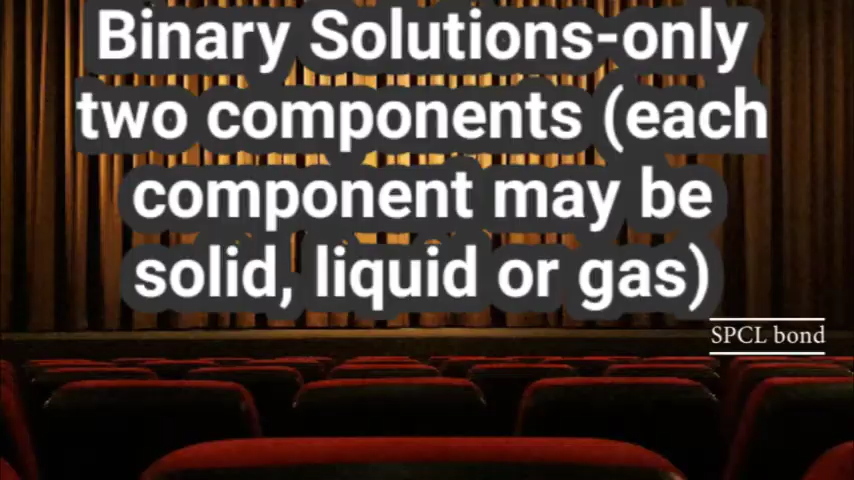 Binary Solutions-only
two components (each
component may be
solid, liquid or gas)
SPCL bond